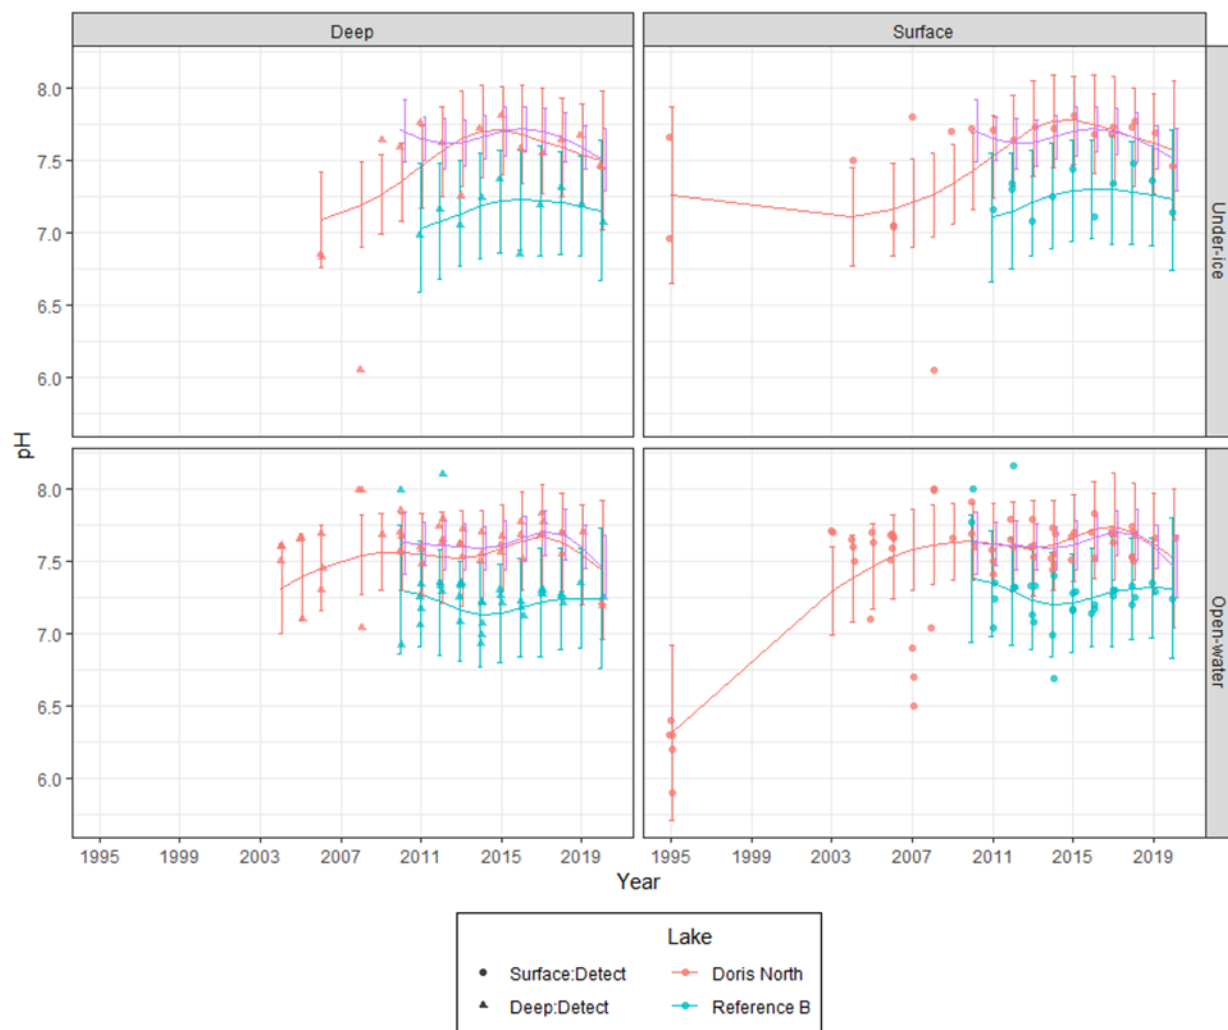 Deep Surface
8.0
7.5
7.0
6.5
6.0
Under-ice
pH
8.0
7.5
7.0
6.5
6.0
Open-water
1995 1999 2003 2007 2011 2015 2019 1995 1999 2003 2007 2011 2015 2019
Year
Lake
Surface:Detect Doris North
Deep:Detect Reference B